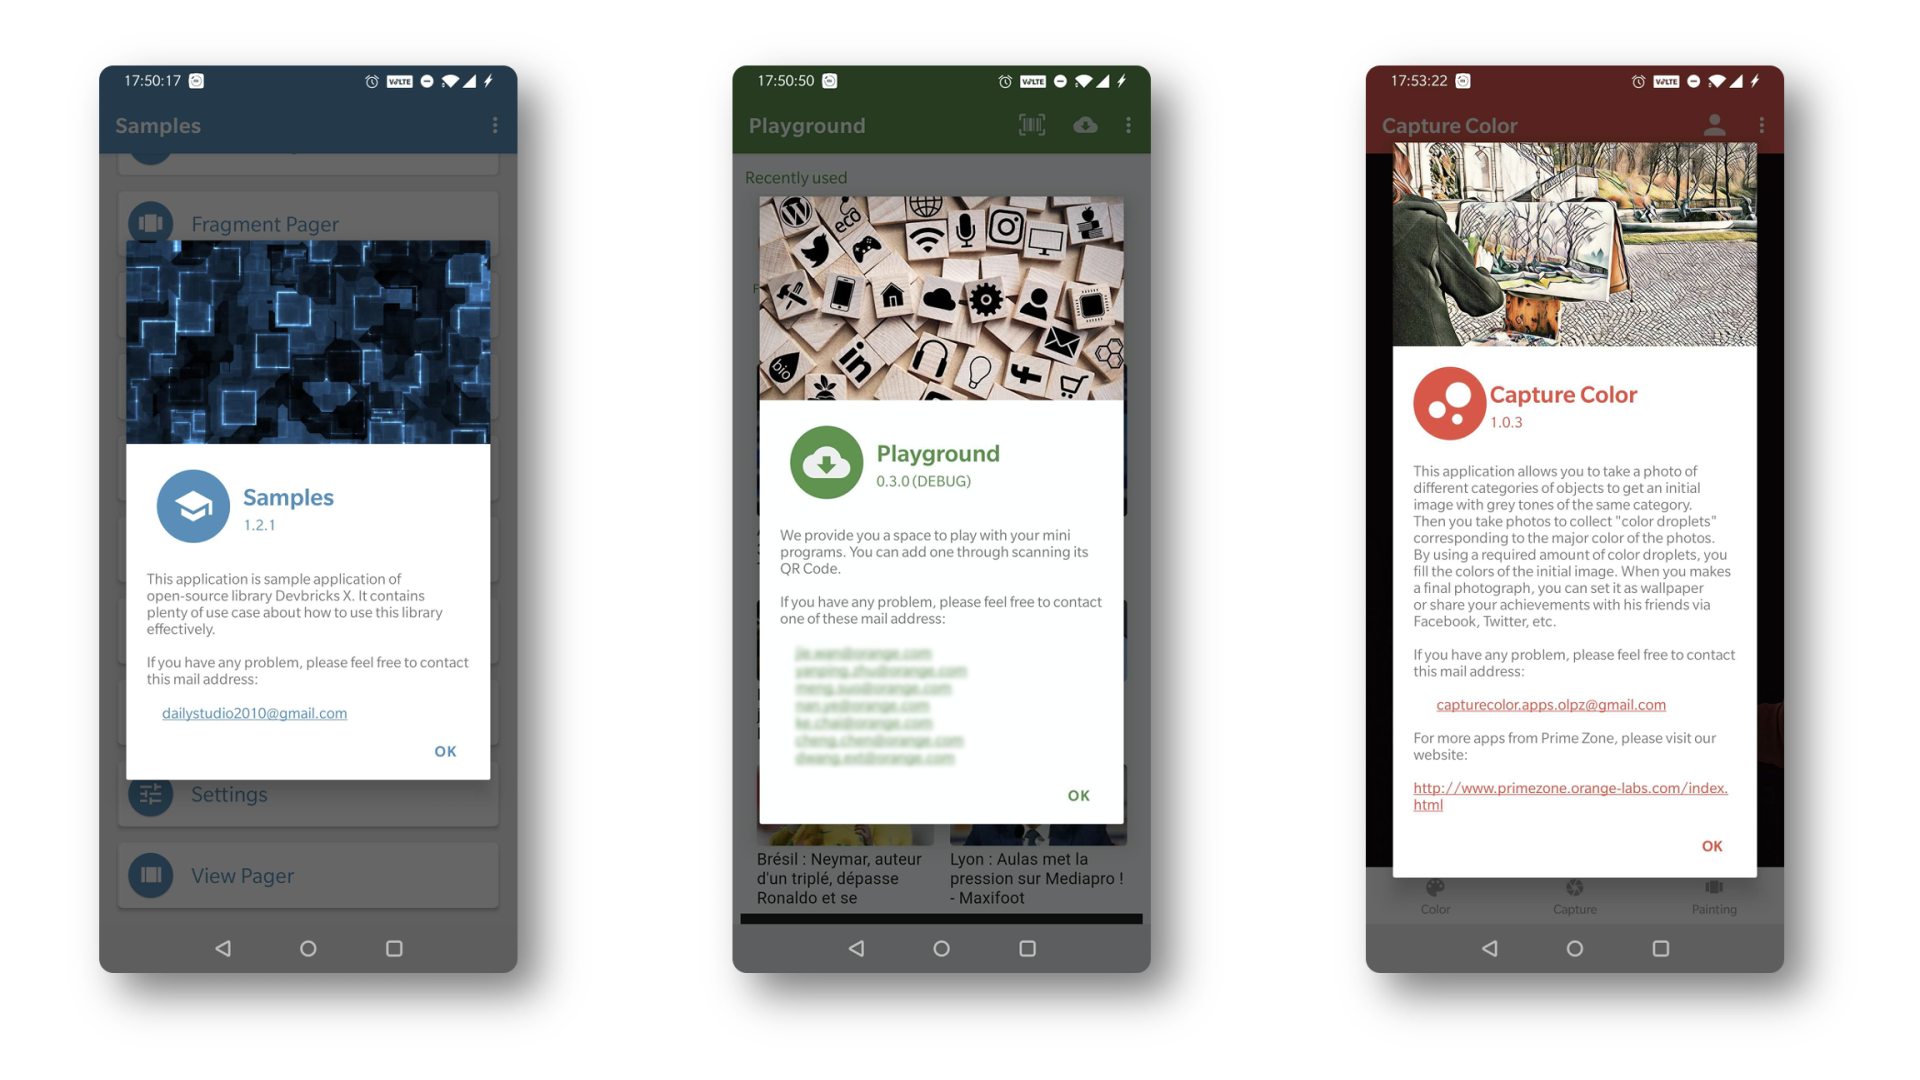 17:50:17
VoLTE
Samples
Fragment Pager
Samples
1.2.1
This application is sample application of
open-source library Devbricks X. It contains
plenty of use case about how to use this library
effectively.
If you have any problem, please feel free to contact
this mail address:
dailystudio2010@gmail.com
OK
Settings
View Pager
17:50:50
VoLTE
Playground
Recently used
eco
bio
in
Playground
0.3.0 (DEBUG)
We provide you a space to play with your mini
programs. You can add one through scanning its
QR Code.
If you have any problem, please feel free to contact
one of these mail address:
OK
Brésil : Neymar, auteur
d'un triplé, dépasse
Ronaldo et se
Lyon : Aulas met la
pression sur Mediapro !
- Maxifoot
17:53:22
VoLTE
Capture Color
Capture Color
1.0.3
This application allows you to take a photo of
different categories of objects to get an initial
image with grey tones of the same category.
Then you take photos to collect "color droplets"
corresponding to the major color of the photos.
By using a required amount of color droplets, you
fill the colors of the initial image. When you makes
a final photograph, you can set it as wallpaper
or share your achievements with his friends via
Facebook, Twitter, etc.
If you have any problem, please feel free to contact
this mail address:
capturecolor.apps.olpz@gmail.com
For more apps from Prime Zone, please visit our
website:
http://www.primezone.orange-labs.com/index.
html
OK
Color
Capture
Painting